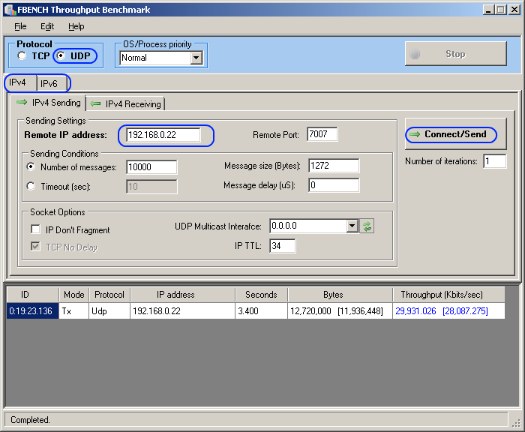 FBENCH Throughput Benchmark
File Edit Help
Protocol
TCP UDP
OS/Process priority
Normal
Stop
IPv4 IPv6
IPv4 Sending IPv4 Receiving
Sending Settings
Remote IP address: 192.168.0.22 Remote Port: 7007
Connect/Send
Number of iterations: 1
Sending Conditions
Number of messages: 10000 Message size (Bytes): 1272
Timeout (sec): 10 Message delay (uS): 0
Socket Options
IP Don't Fragment UDP Multicast Interafce: 0.0.0.0
TCP No Delay IP TTL: 34
ID Mode Protocol IP address Seconds Bytes Throughput (Kbits/sec)
0:19:23.136 Tx Udp 192.168.0.22 3.400 12,720,000 [11,936,448] 29,931.026 [28,087.275]
Completed.